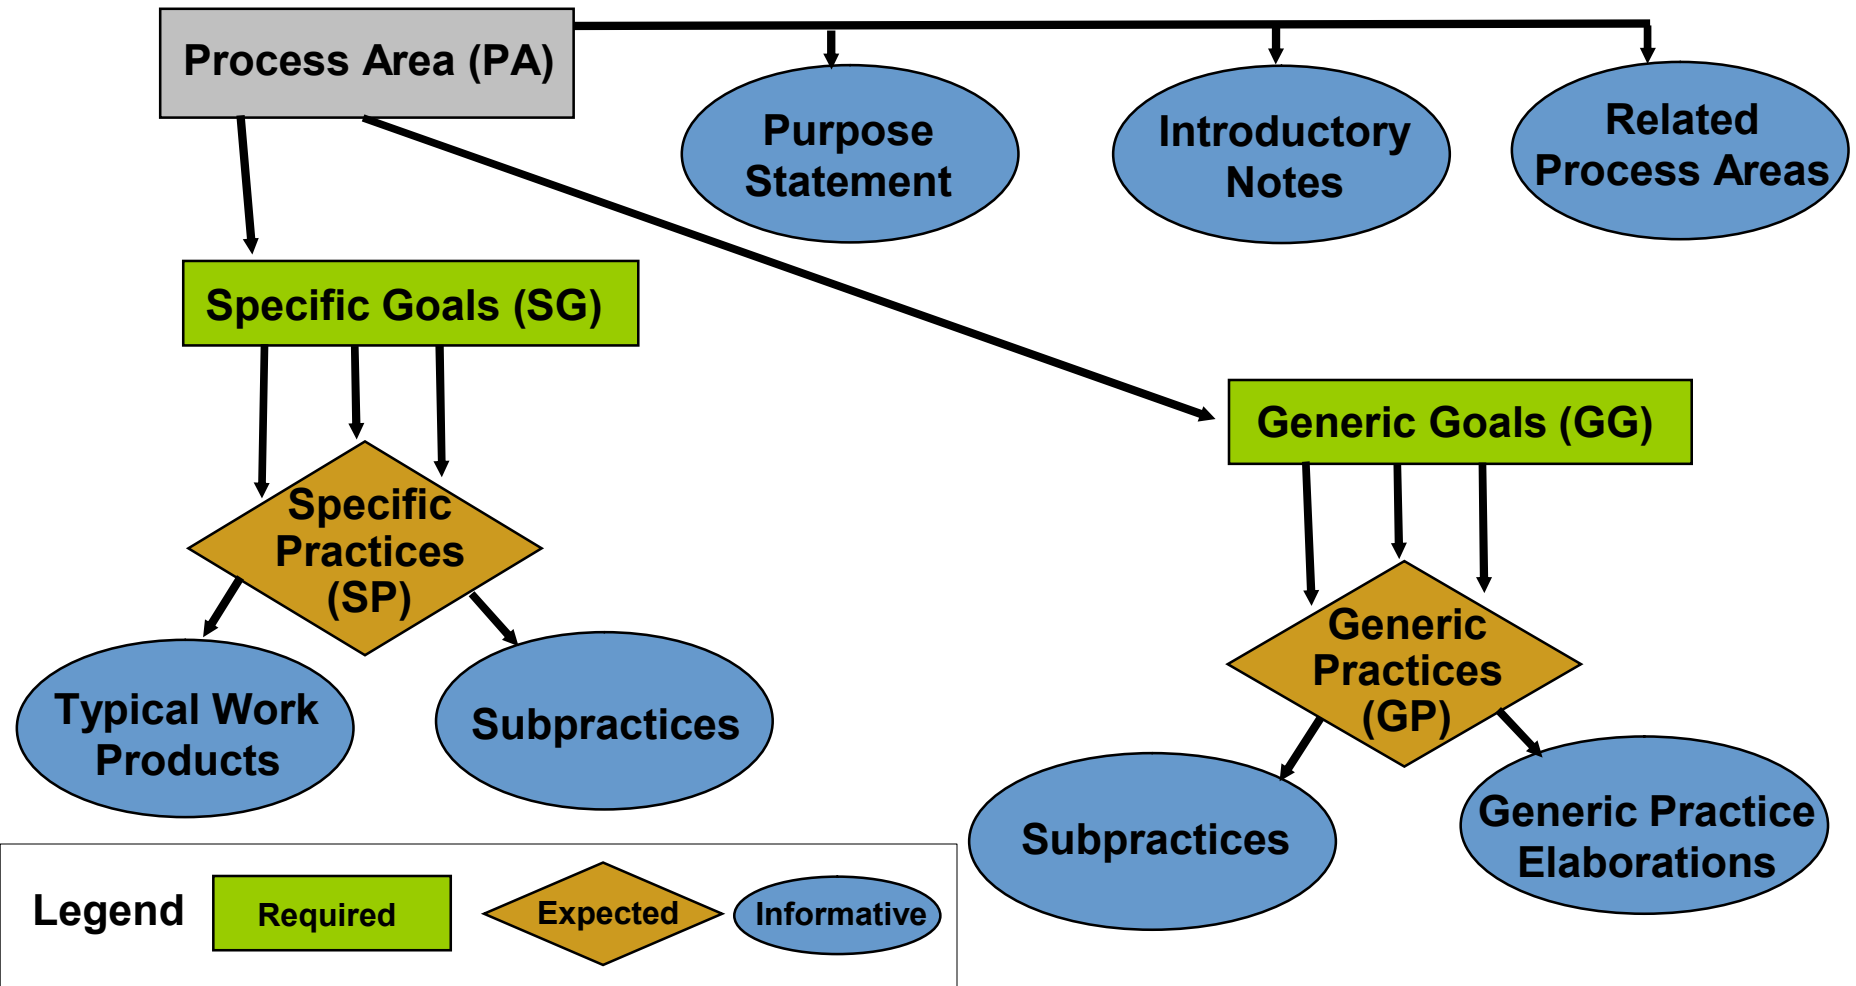 Process Area (PA)
Purpose
Statement
Introductory
Notes
Related
Process Areas
Specific Goals (SG)
Generic Goals (GG)
Specific
Practices
(SP)
Generic
Practices
(GP)
Typical Work
Products
Subpractices
Subpractices
Generic Practice
Elaborations
Legend
Required
Expected
Informative